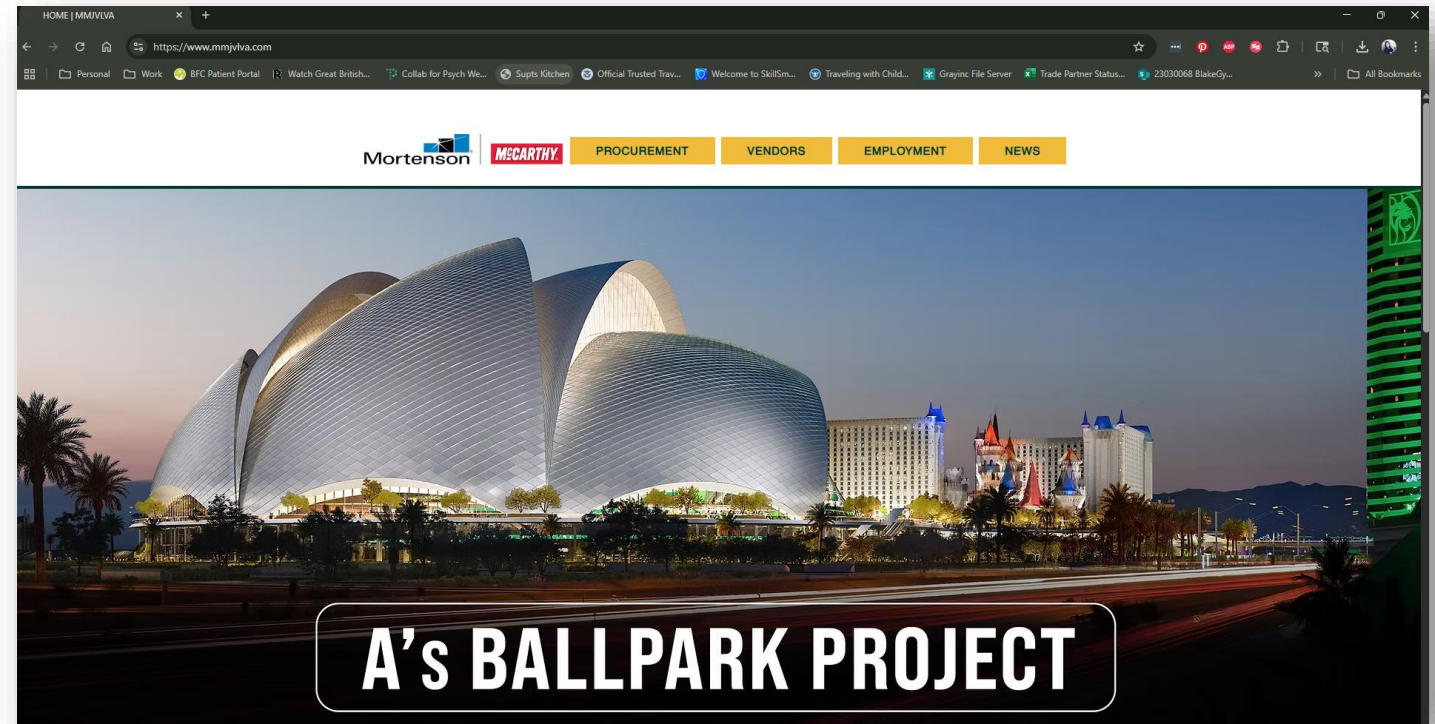 HOME | MMJVLVA
https://www.mmjvlva.com
Personal Work BFC Patient Portal Watch Great British... Collab for Psych We... Supts Kitchen Official Trusted Trav... Welcome to SkillSm... Traveling with Child... Grayinc File Server Trade Partner Status... 23030068 BlakeGy... » All Bookmarks
Mortenson McCARTHY. PROCUREMENT VENDORS EMPLOYMENT NEWS
A's BALLPARK PROJECT